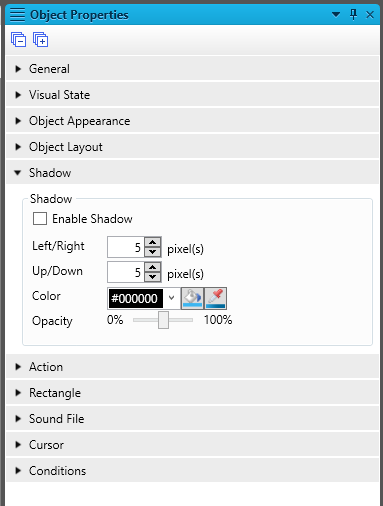 Object Properties
General
Visual State
Object Appearance
Object Layout
Shadow
Shadow
Enable Shadow
Left/Right 5 pixel(s)
Up/Down 5 pixel(s)
Color #000000
Opacity 0% 100%
Action
Rectangle
Sound File
Cursor
Conditions